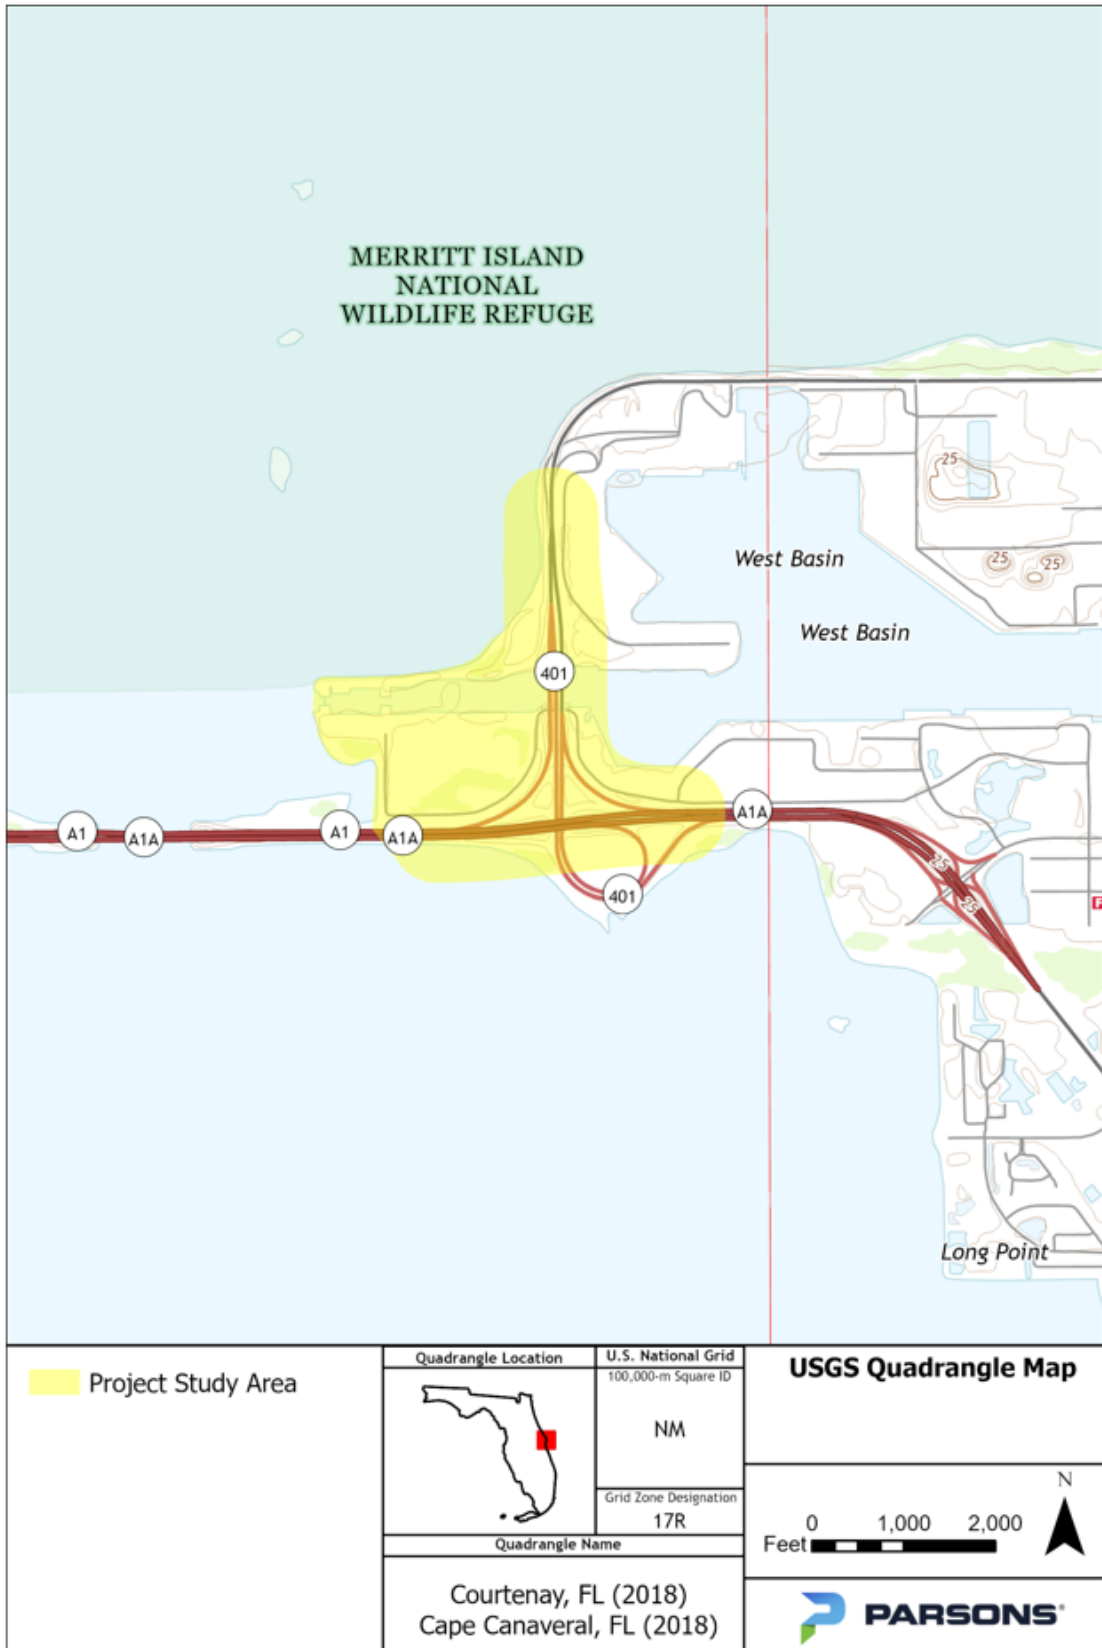 MERRITT ISLAND
NATIONAL
WILDLIFE REFUGE
25
25
25
West Basin
West Basin
401
A1
A1A
A1
A1A
A1A
401
25
25
F
Long Point
Project Study Area
Quadrangle Location
U.S. National Grid
100,000-m Square ID
NM
Grid Zone Designation
17R
Quadrangle Name
Courtenay, FL (2018)
Cape Canaveral, FL (2018)
USGS Quadrangle Map
N
0 1,000 2,000
Feet
PARSONS